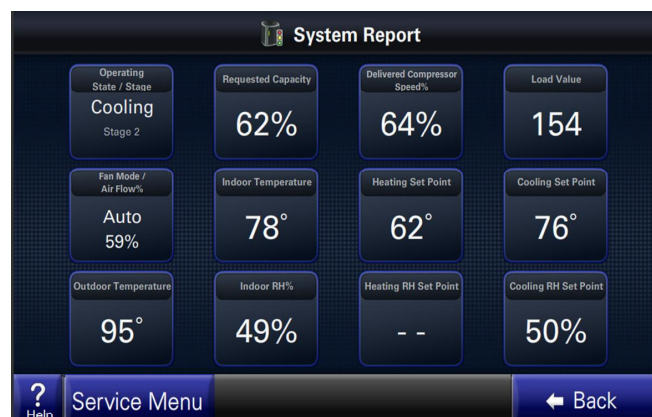 System Report
Operating
State / Stage
Cooling
Stage 2
Requested Capacity
62%
Delivered Compressor
Speed%
64%
Load Value
154
Fan Mode /
Air Flow%
Auto
59%
Indoor Temperature
78°
Heating Set Point
62°
Cooling Set Point
76°
Outdoor Temperature
95°
Indoor RH%
49%
Heating RH Set Point
- -
Cooling RH Set Point
50%
?
Help
Service Menu
Back